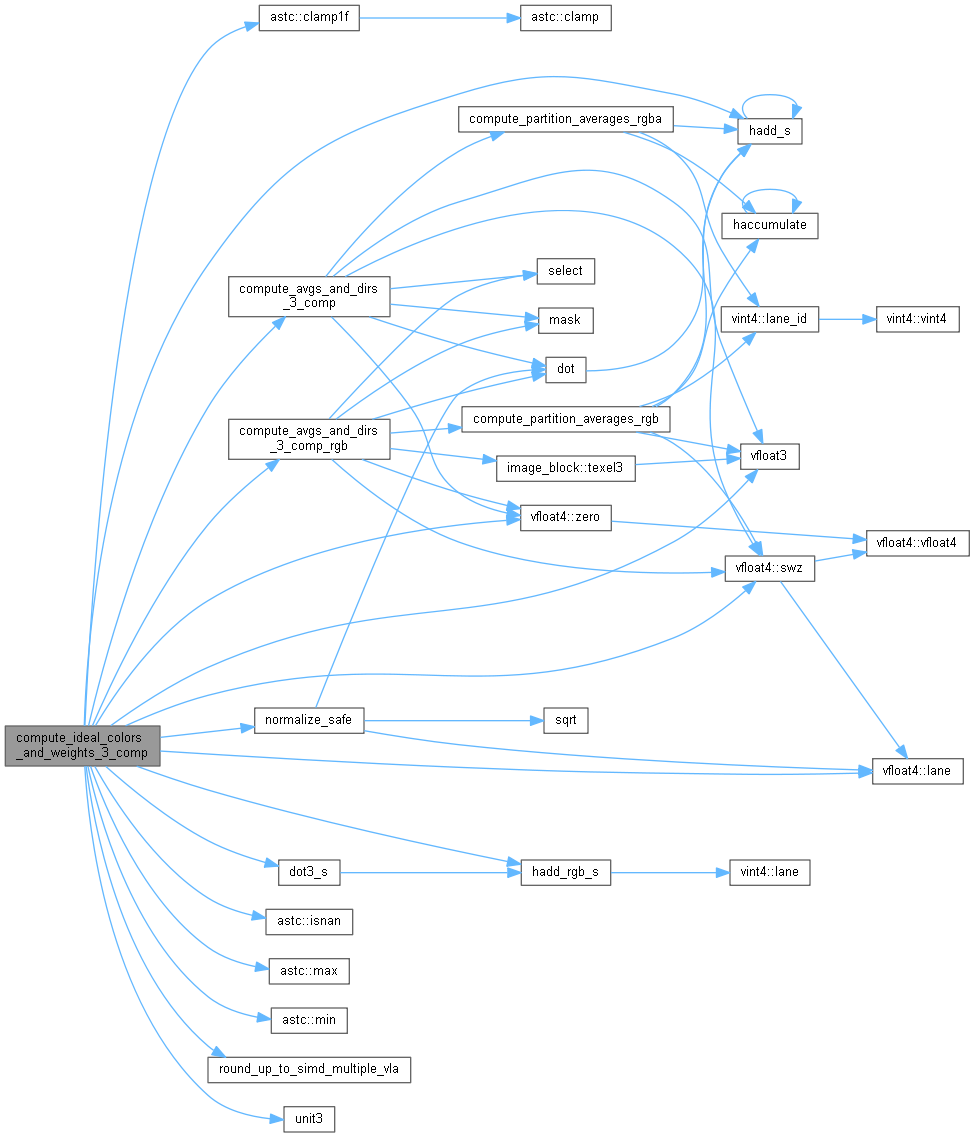 astc::clamp1f
astc::clamp
compute_partition_averages_rgba
hadd_s
haccumulate
select
compute_avgs_and_dirs
_3_comp
mask
vint4::lane_id
vint4::vint4
dot
compute_partition_averages_rgb
compute_avgs_and_dirs
_3_comp_rgb
vfloat3
image_block::texel3
vfloat4::zero
vfloat4::vfloat4
vfloat4::swz
normalize_safe
sqrt
compute_ideal_colors
_and_weights_3_comp
vfloat4::lane
dot3_s
hadd_rgb_s
vint4::lane
astc::isnan
astc::max
astc::min
round_up_to_simd_multiple_vla
unit3